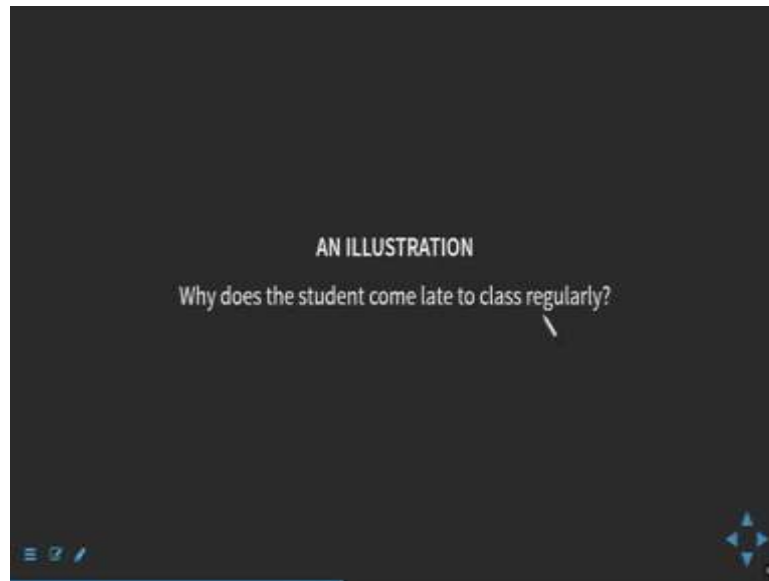 AN ILLUSTRATION
Why does the student come late to class regularly?